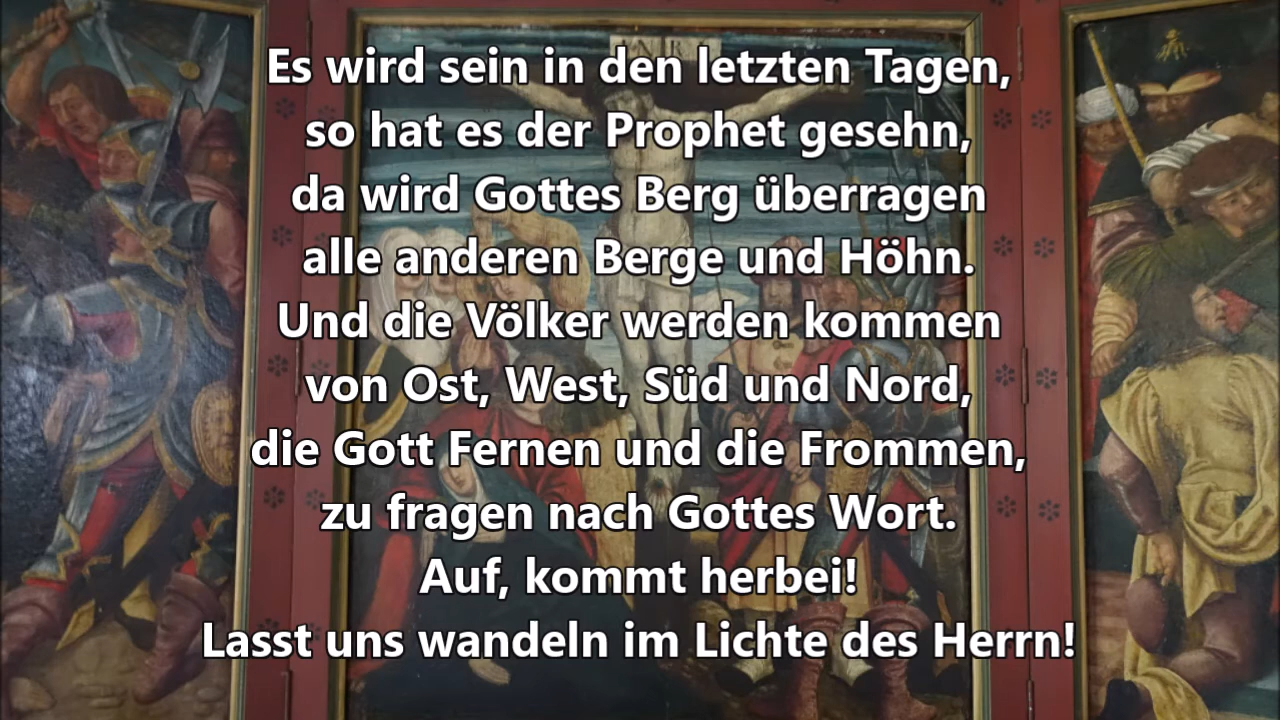 INRI
Es wird sein in den letzten Tagen,
so hat es der Prophet gesehn,
da wird Gottes Berg überragen
alle anderen Berge und Höhn.
Und die Völker werden kommen
von Ost, West, Süd und Nord,
die Gott Fernen und die Frommen,
zu fragen nach Gottes Wort.
Auf, kommt herbei!
Lasst uns wandeln im Lichte des Herrn!